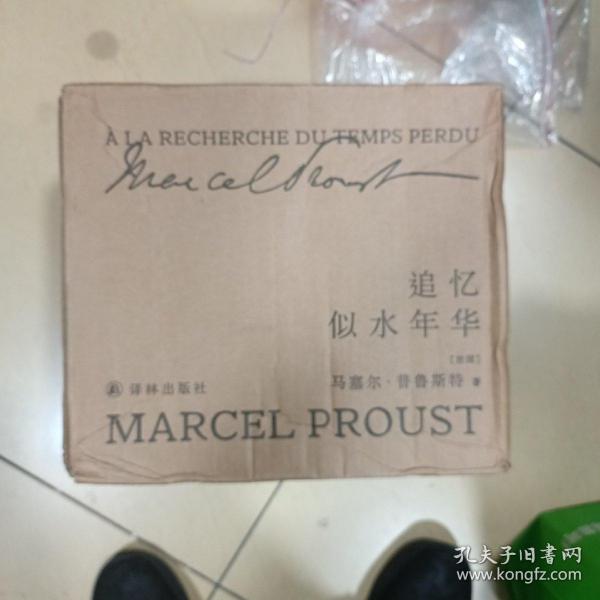 À LA RECHERCHE DU TEMPS PERDU
Marcel Proust
追忆
似水年华
[法国]
马塞尔·普鲁斯特 著
译林出版社
MARCEL PROUST
孔夫子旧书网
www.kongfz.com